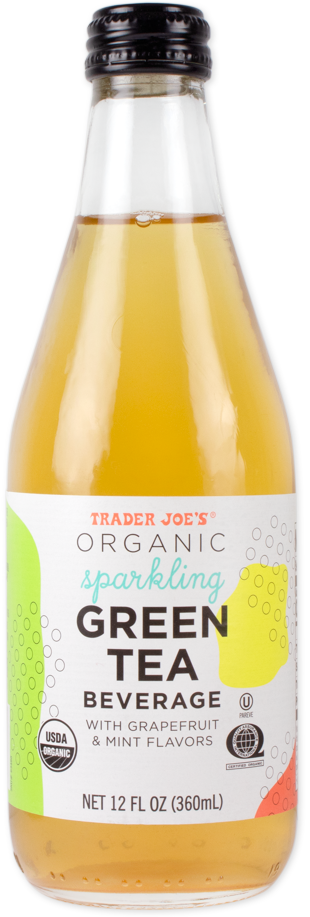 TRADER JOE'S®
ORGANIC
sparkling
GREEN
TEA
BEVERAGE
WITH GRAPEFRUIT
& MINT FLAVORS
U
PAREVE
USDA
ORGANIC
CERTIFIED ORGANIC
NET 12 FL OZ (360mL)